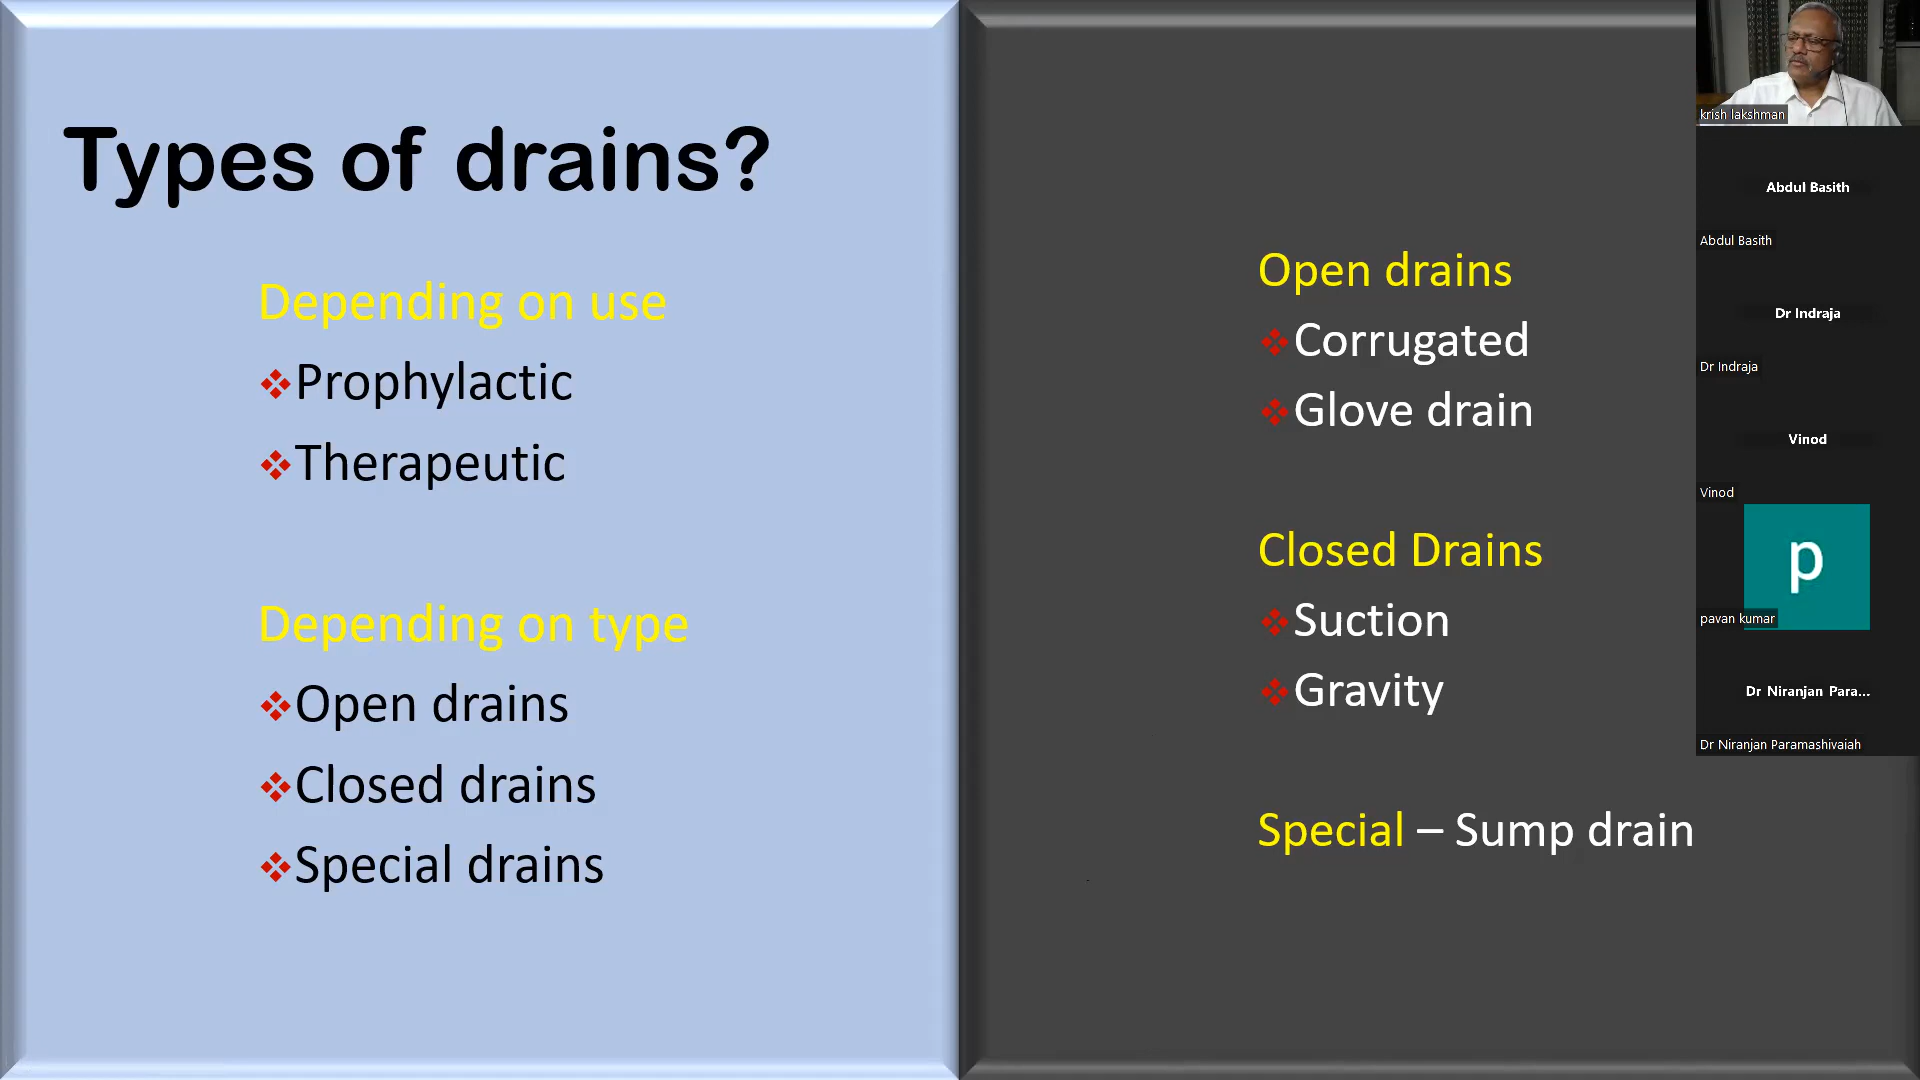 Types of drains?
Depending on use
Prophylactic
Therapeutic
Depending on type
Open drains
Closed drains
Special drains
Open drains
Corrugated
Glove drain
Closed Drains
Suction
Gravity
Special – Sump drain
krish lakshman
Abdul Basith
Abdul Basith
Dr Indraja
Dr Indraja
Vinod
Vinod
p
pavan kumar
Dr Niranjan Para...
Dr Niranjan Paramashivaiah